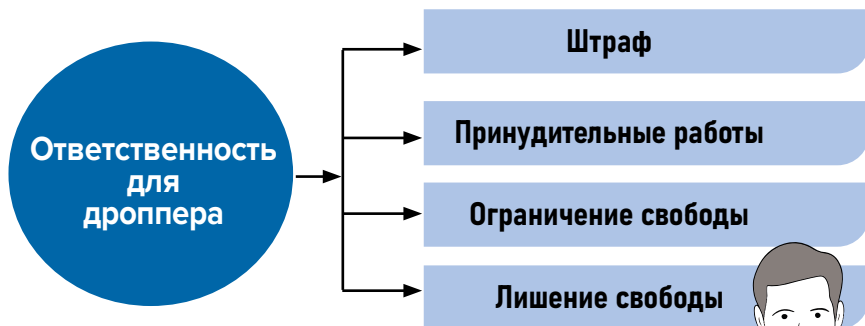 Ответственность
для
дроппера
Штраф
Принудительные работы
Ограничение свободы
Лишение свободы